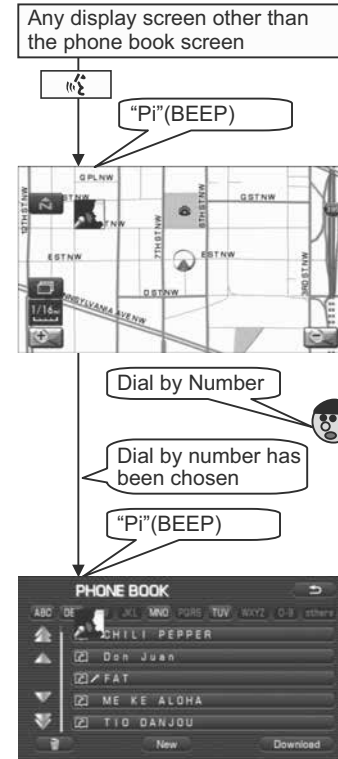 Any display screen other than
the phone book screen
"Pi"(BEEP)
G PL NW
G ST NW
12TH ST NW
7TH ST NW
6TH ST NW
E ST NW
E ST NW
D ST NW
3RD ST NW
PENNSYLVANIA AVE NW
1/16
Dial by Number
Dial by number has
been chosen
"Pi"(BEEP)
PHONE BOOK
ABC JKL MNO PQRS TUV WXYZ 0-9 others
CHILI PEPPER
Don Juan
FAT
ME KE ALOHA
TIO DANJOU
New Download